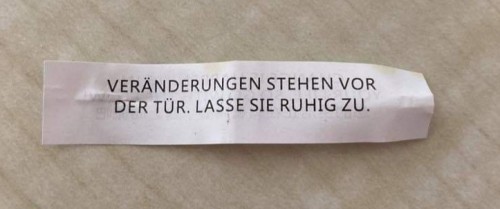 VERÄNDERUNGEN STEHEN VOR
DER TÜR. LASSE SIE RUHIG ZU.